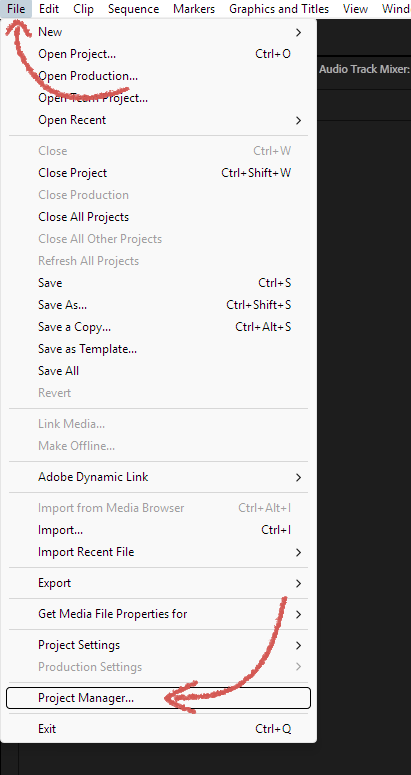 File Edit Clip Sequence Markers Graphics and Titles View Wind
New
Open Project... Ctrl+O
Open Production...
Audio Track Mixer:
Open Team Project...
Open Recent
Close Ctrl+W
Close Project Ctrl+Shift+W
Close Production
Close All Projects
Close All Other Projects
Refresh All Projects
Save Ctrl+S
Save As... Ctrl+Shift+S
Save a Copy... Ctrl+Alt+S
Save as Template...
Save All
Revert
Link Media...
Make Offline...
Adobe Dynamic Link
Import from Media Browser Ctrl+Alt+I
Import... Ctrl+I
Import Recent File
Export
Get Media File Properties for
Project Settings
Production Settings
Project Manager...
Exit Ctrl+Q